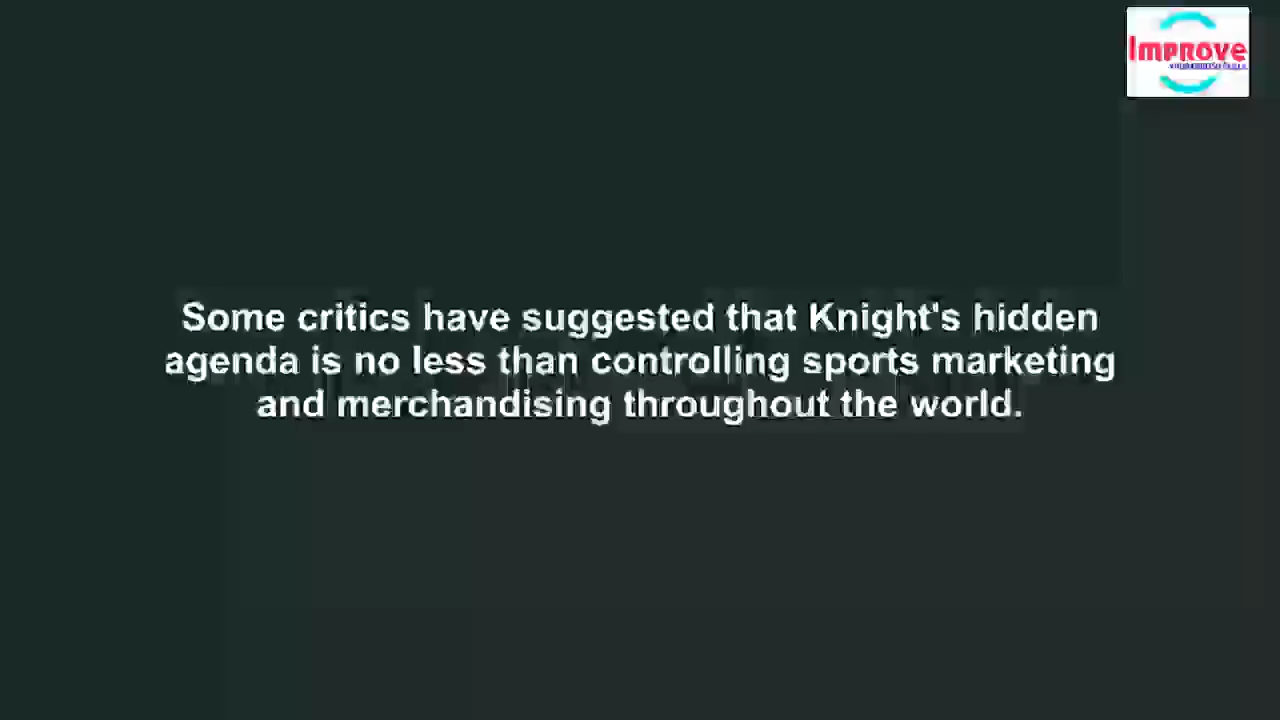 Improve
Some critics have suggested that Knight's hidden
agenda is no less than controlling sports marketing
and merchandising throughout the world.